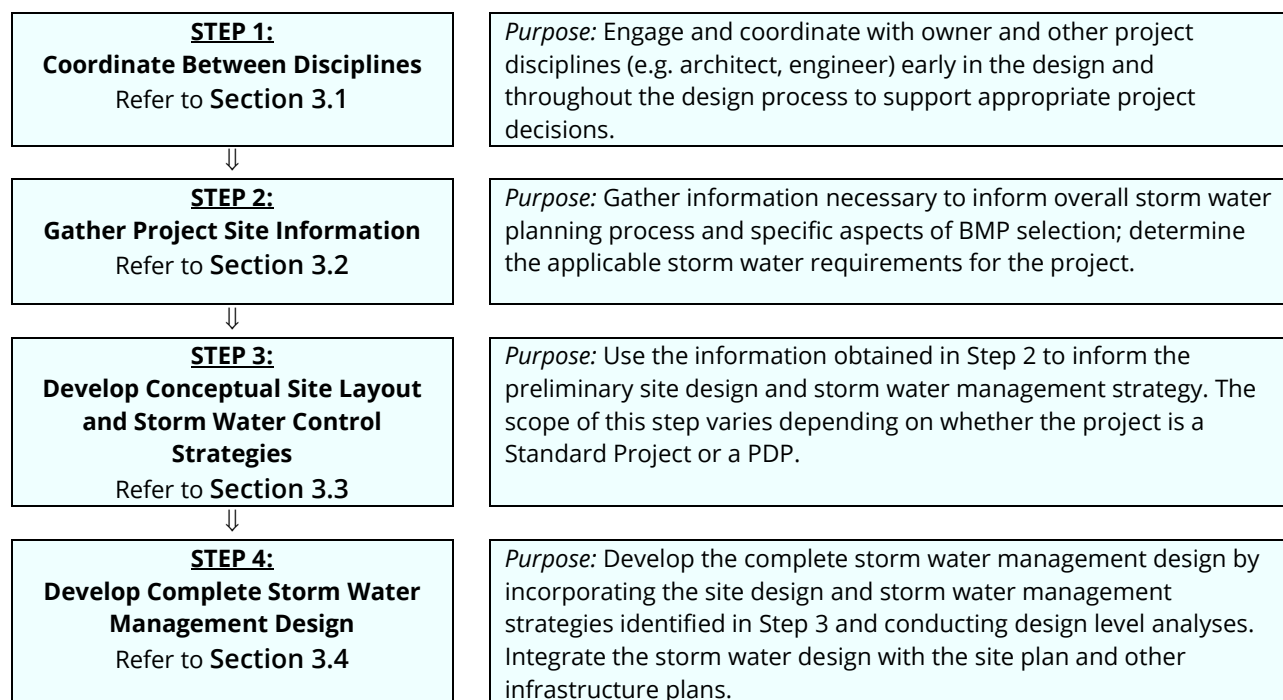 STEP 1:
Coordinate Between Disciplines
Refer to Section 3.1
Purpose: Engage and coordinate with owner and other project
disciplines (e.g. architect, engineer) early in the design and
throughout the design process to support appropriate project
decisions.
⇓
STEP 2:
Gather Project Site Information
Refer to Section 3.2
Purpose: Gather information necessary to inform overall storm water
planning process and specific aspects of BMP selection; determine
the applicable storm water requirements for the project.
⇓
STEP 3:
Develop Conceptual Site Layout
and Storm Water Control
Strategies
Refer to Section 3.3
Purpose: Use the information obtained in Step 2 to inform the
preliminary site design and storm water management strategy. The
scope of this step varies depending on whether the project is a
Standard Project or a PDP.
⇓
STEP 4:
Develop Complete Storm Water
Management Design
Refer to Section 3.4
Purpose: Develop the complete storm water management design by
incorporating the site design and storm water management
strategies identified in Step 3 and conducting design level analyses.
Integrate the storm water design with the site plan and other
infrastructure plans.